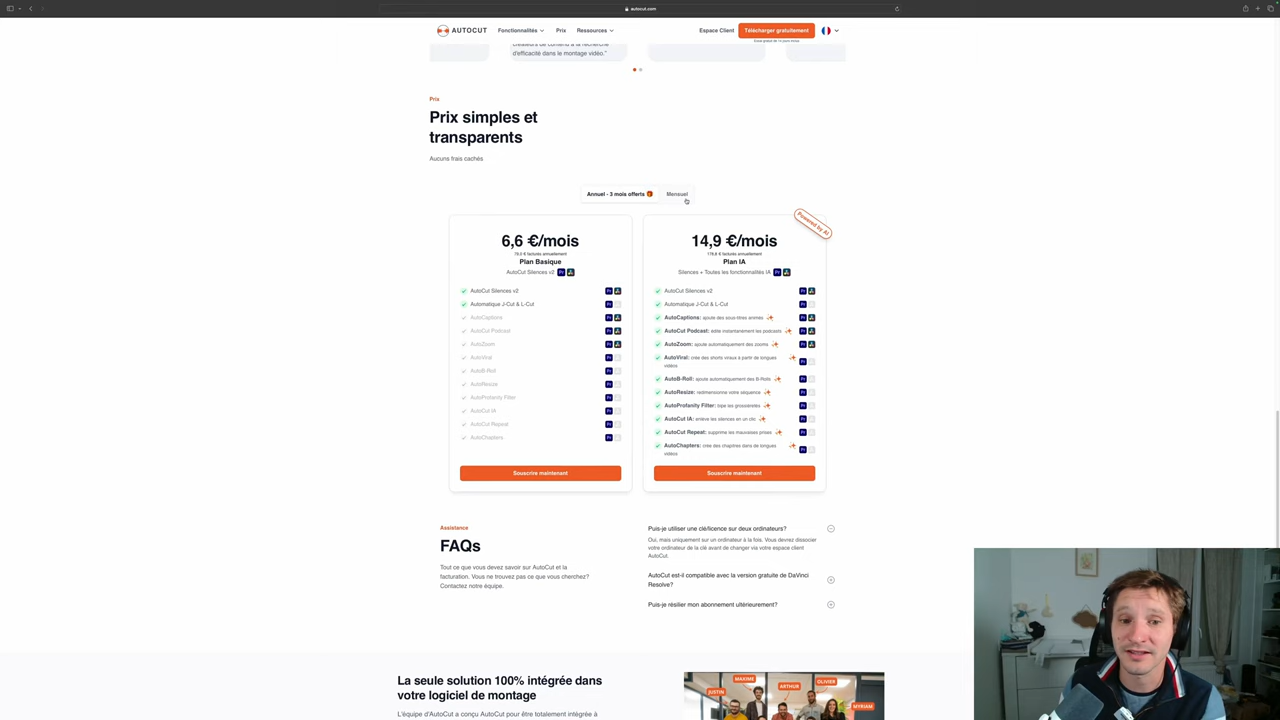 autocut.com
AUTOCUT
Fonctionnalités
Prix
Ressources
Espace Client
Télécharger gratuitement
d'efficacité dans le montage vidéo."
Prix
Prix simples et
transparents
Aucuns frais cachés
Annuel - 3 mois offerts
Mensuel
Powered by AI
6,6 €/mois
Plan Basique
AutoCut Silences v2
AutoCut Silences v2
Automatique J-Cut & L-Cut
AutoCaptions
AutoCut Podcast
AutoZoom
AutoViral
AutoB-Roll
AutoResize
AutoProfanity Filter
AutoCut IA
AutoCut Repeat
AutoChapters
Souscrire maintenant
14,9 €/mois
Plan IA
Silences + Toutes les fonctionnalités IA
AutoCut Silences v2
Automatique J-Cut & L-Cut
AutoCaptions: ajoute des sous-titres animés
AutoCut Podcast: édite instantanément les podcasts
AutoZoom: ajoute automatiquement des zooms
AutoViral: crée des shorts viraux à partir de longues
vidéos
AutoB-Roll: ajoute automatiquement des B-Rolls
AutoResize: redimensionne votre séquence
AutoProfanity Filter: bipe les grossièretés
AutoCut IA: enlève les silences en un clic
AutoCut Repeat: supprime les mauvaises prises
AutoChapters: crée des chapitres dans de longues
vidéos
Souscrire maintenant
Assistance
FAQs
Tout ce que vous devez savoir sur AutoCut et la
facturation. Vous ne trouvez pas ce que vous cherchez?
Contactez notre équipe.
Puis-je utiliser une clé/licence sur deux ordinateurs?
Oui, mais uniquement sur un ordinateur à la fois. Vous devrez dissocier
votre ordinateur de la clé avant de changer via votre espace client
AutoCut.
AutoCut est-il compatible avec la version gratuite de DaVinci
Resolve?
Puis-je résilier mon abonnement ultérieurement?
La seule solution 100% intégrée dans
votre logiciel de montage
L'équipe d'AutoCut a conçu AutoCut pour être totalement intégrée à
JUSTIN
MAXIME
ARTHUR
OLIVIER
MYRIAM